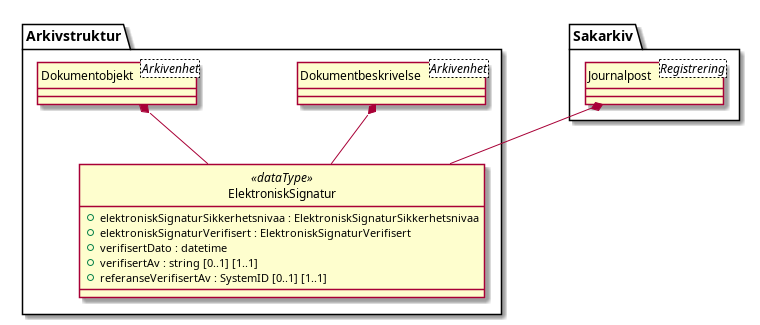 Arkivstruktur
Sakarkiv
Dokumentobjekt
Arkivenhet
Dokumentbeskrivelse
Arkivenhet
Journalpost
Registrering
«dataType»
ElektroniskSignatur
elektroniskSignaturSikkerhetsnivaa : ElektroniskSignaturSikkerhetsnivaa
elektroniskSignaturVerifisert : ElektroniskSignaturVerifisert
verifisertDato : datetime
verifisertAv : string [0..1] [1..1]
referanseVerifisertAv : SystemID [0..1] [1..1]